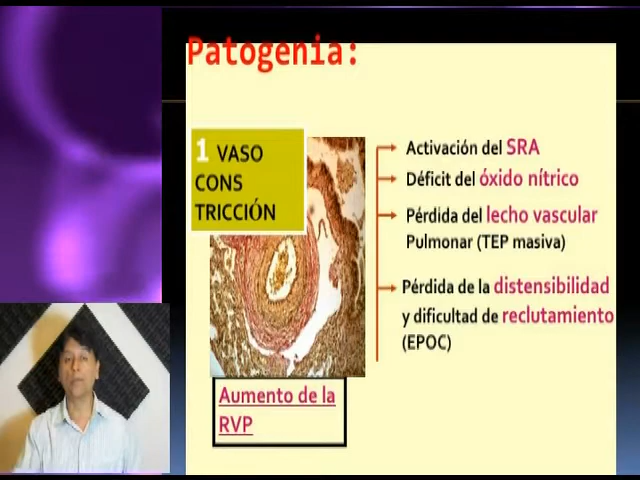 Patogenia:
1 VASO
CONS
TRICCIÓN
Activación del SRA
Déficit del óxido nítrico
Pérdida del lecho vascular
Pulmonar (TEP masiva)
Pérdida de la distensibilidad
y dificultad de reclutamiento
(EPOC)
Aumento de la
RVP